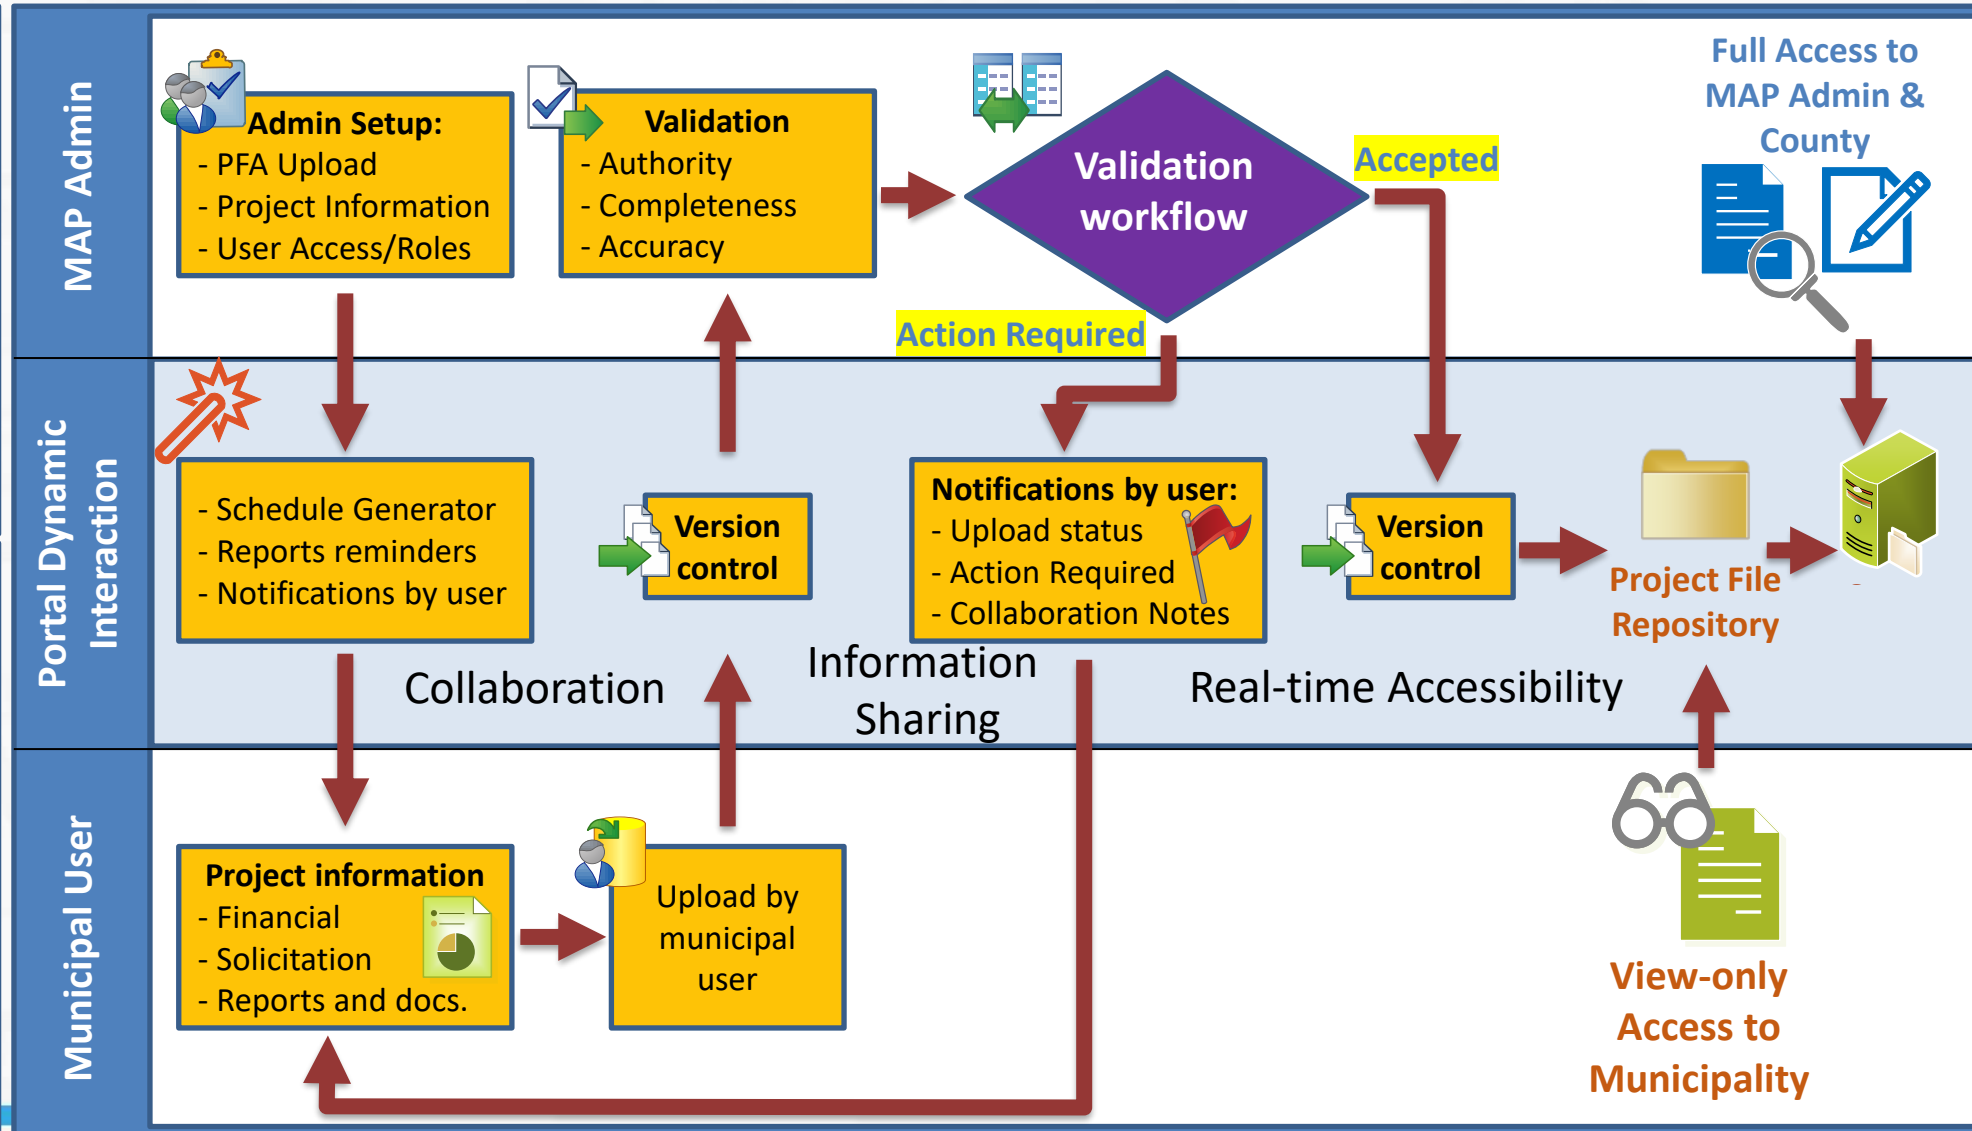 MAP Admin
Admin Setup:
- PFA Upload
- Project Information
- User Access/Roles
Validation
- Authority
- Completeness
- Accuracy
Validation
workflow
Accepted
Action Required
Full Access to
MAP Admin &
County
Portal Dynamic
Interaction
- Schedule Generator
- Reports reminders
- Notifications by user
Version
control
Notifications by user:
- Upload status
- Action Required
- Collaboration Notes
Version
control
Project File
Repository
Collaboration
Information
Sharing
Real-time Accessibility
Municipal User
Project information
- Financial
- Solicitation
- Reports and docs.
Upload by
municipal
user
View-only
Access to
Municipality